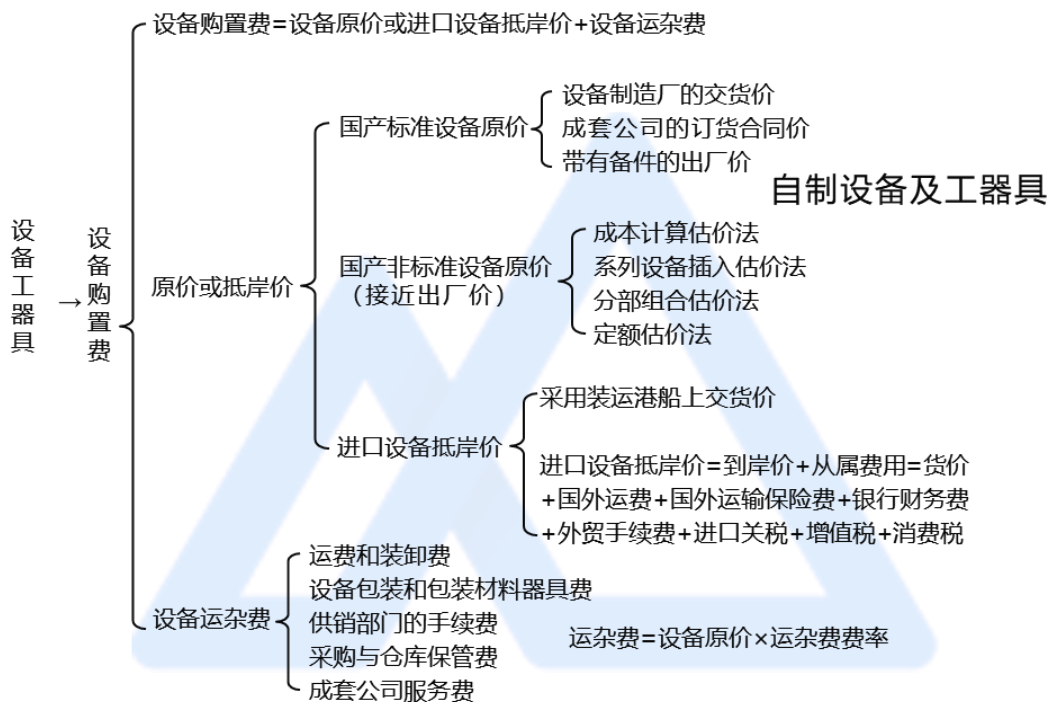 设备工器具
→
设备购置费
设备购置费=设备原价或进口设备抵岸价+设备运杂费
原价或抵岸价
国产标准设备原价
设备制造厂的交货价
成套公司的订货合同价
带有备件的出厂价
自制设备及工器具
国产非标准设备原价
（接近出厂价）
成本计算估价法
系列设备插入估价法
分部组合估价法
定额估价法
进口设备抵岸价
采用装运港船上交货价
进口设备抵岸价=到岸价+从属费用=货价
+国外运费+国外运输保险费+银行财务费
+外贸手续费+进口关税+增值税+消费税
设备运杂费
运费和装卸费
设备包装和包装材料器具费
供销部门的手续费
采购与仓库保管费
成套公司服务费
运杂费=设备原价×运杂费费率